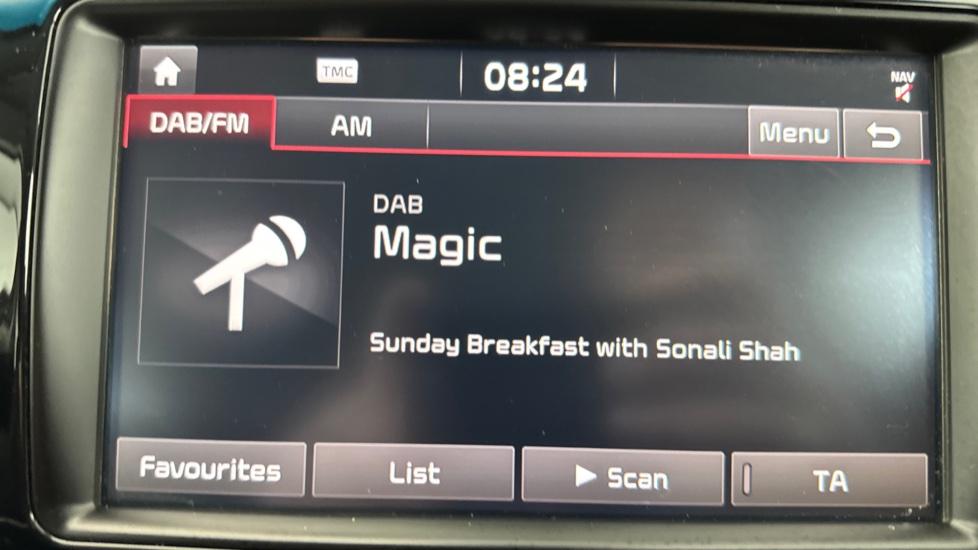 TMC
08:24
NAV
DAB/FM
AM
Menu
DAB
Magic
Sunday Breakfast with Sonali Shah
Favourites
List
Scan
TA